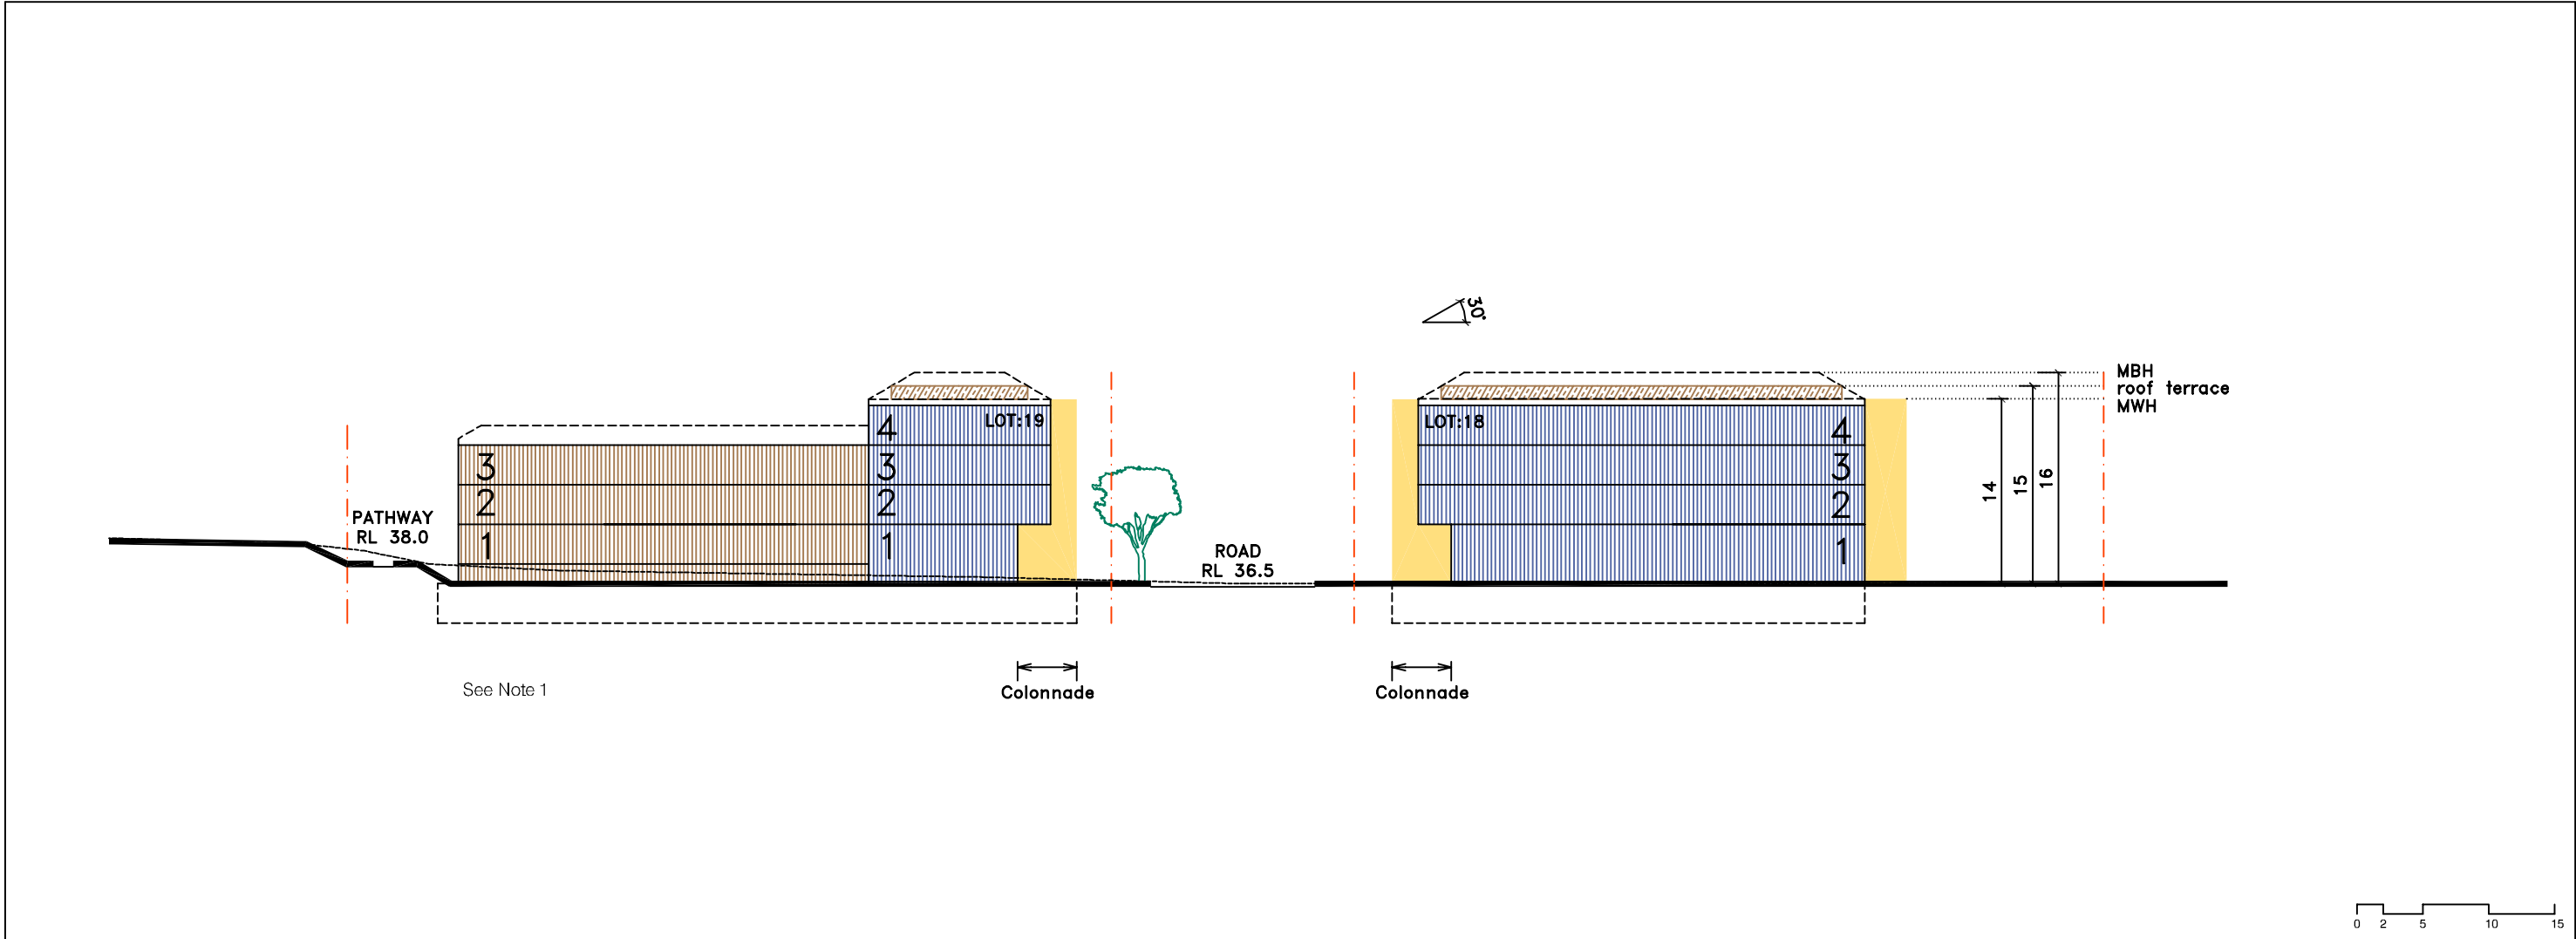 30°
MBH
roof terrace
MWH
4
LOT:19
LOT:18
4
3
3
3
2
2
2
14
15
16
PATHWAY
RL 38.0
1
1
1
ROAD
RL 36.5
See Note 1
Colonnade
Colonnade
0 2 5 10 15